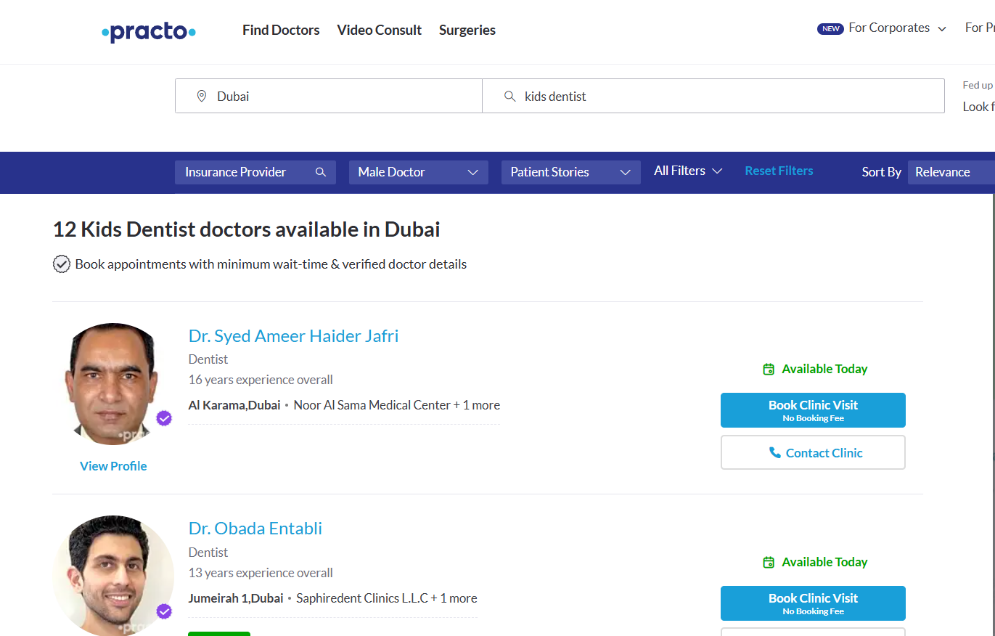 practo
Find Doctors Video Consult Surgeries NEW For Corporates For P
Dubai kids dentist
Fed up
Look f
Insurance Provider Male Doctor Patient Stories All Filters Reset Filters Sort By Relevance
12 Kids Dentist doctors available in Dubai
Book appointments with minimum wait-time & verified doctor details
Dr. Syed Ameer Haider Jafri
Dentist
16 years experience overall
Al Karama,Dubai • Noor Al Sama Medical Center + 1 more
View Profile
Available Today
Book Clinic Visit
No Booking Fee
Contact Clinic
Dr. Obada Entabli
Dentist
13 years experience overall
Jumeirah 1,Dubai • Saphiredent Clinics L.L.C + 1 more
Available Today
Book Clinic Visit
No Booking Fee